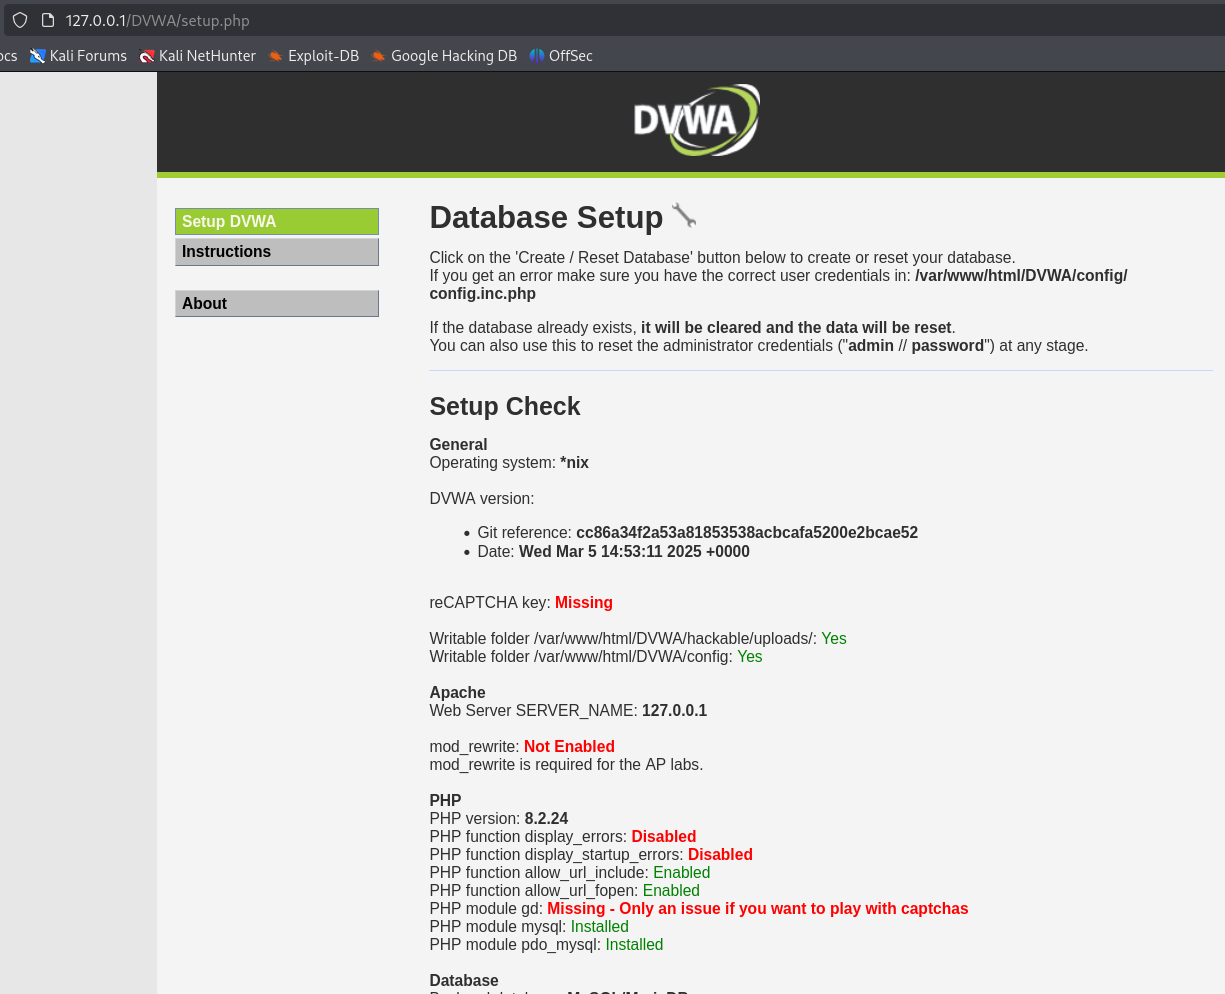 127.0.0.1/DVWA/setup.php
ocs Kali Forums Kali NetHunter Exploit-DB Google Hacking DB OffSec
DVWA
Setup DVWA
Instructions
About
Database Setup
Click on the 'Create / Reset Database' button below to create or reset your database.
If you get an error make sure you have the correct user credentials in: /var/www/html/DVWA/config/
config.inc.php
If the database already exists, it will be cleared and the data will be reset.
You can also use this to reset the administrator credentials ("admin // password") at any stage.
Setup Check
General
Operating system: *nix
DVWA version:
• Git reference: cc86a34f2a53a81853538acbcafa5200e2bcae52
• Date: Wed Mar 5 14:53:11 2025 +0000
reCAPTCHA key: Missing
Writable folder /var/www/html/DVWA/hackable/uploads/: Yes
Writable folder /var/www/html/DVWA/config: Yes
Apache
Web Server SERVER_NAME: 127.0.0.1
mod_rewrite: Not Enabled
mod_rewrite is required for the AP labs.
PHP
PHP version: 8.2.24
PHP function display_errors: Disabled
PHP function display_startup_errors: Disabled
PHP function allow_url_include: Enabled
PHP function allow_url_fopen: Enabled
PHP module gd: Missing - Only an issue if you want to play with captchas
PHP module mysql: Installed
PHP module pdo_mysql: Installed
Database